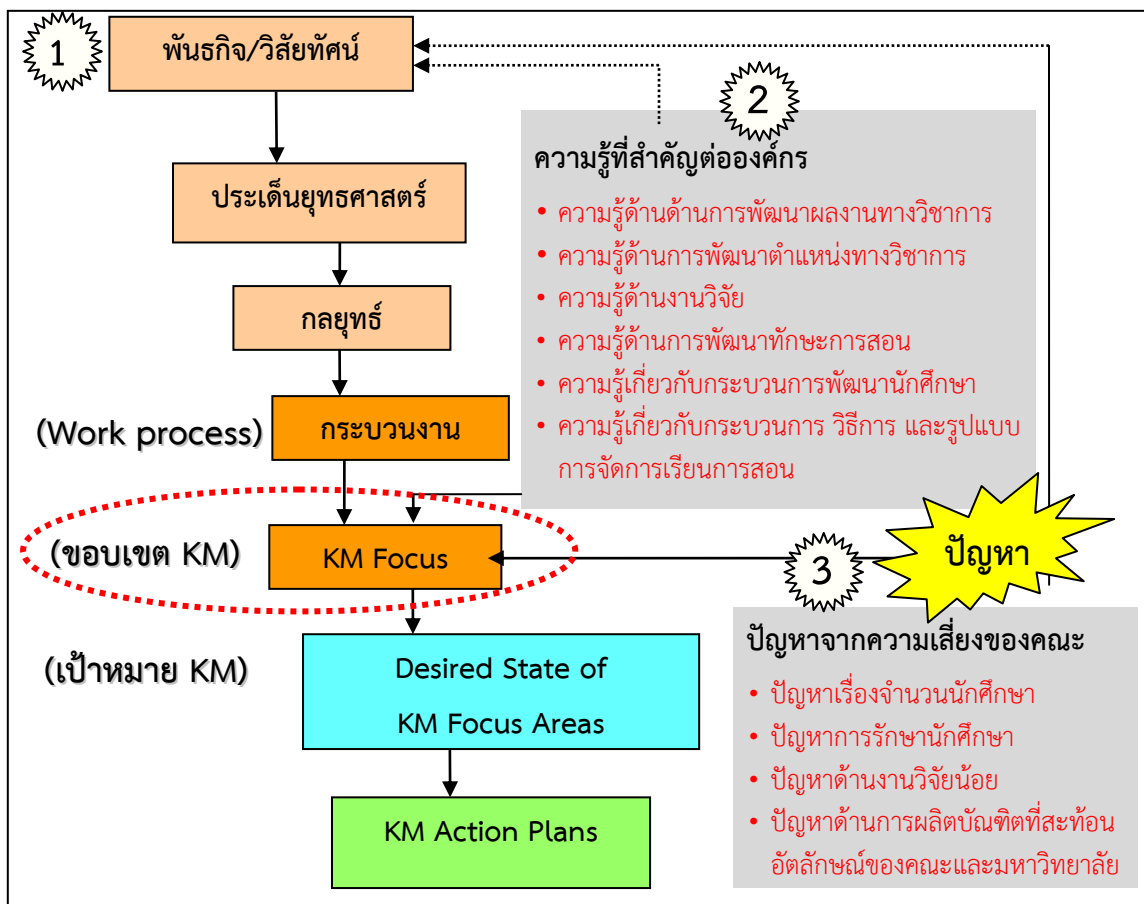 1
พันธกิจ/วิสัยทัศน์
ประเด็นยุทธศาสตร์
กลยุทธ์
(Work process)
กระบวนงาน
(ขอบเขต KM)
KM Focus
(เป้าหมาย KM)
Desired State of
KM Focus Areas
KM Action Plans
2
ความรู้ที่สำคัญต่อองค์กร
• ความรู้ด้านด้านการพัฒนาผลงานทางวิชาการ
• ความรู้ด้านการพัฒนาตำแหน่งทางวิชาการ
• ความรู้ด้านงานวิจัย
• ความรู้ด้านการพัฒนาทักษะการสอน
• ความรู้เกี่ยวกับกระบวนการพัฒนานักศึกษา
• ความรู้เกี่ยวกับกระบวนการ วิธีการ และรูปแบบ
การจัดการเรียนการสอน
ปัญหา
3
ปัญหาจากความเสี่ยงของคณะ
• ปัญหาเรื่องจำนวนนักศึกษา
• ปัญหาการรักษานักศึกษา
• ปัญหาด้านงานวิจัยน้อย
• ปัญหาด้านการผลิตบัณฑิตที่สะท้อน
อัตลักษณ์ของคณะและมหาวิทยาลัย